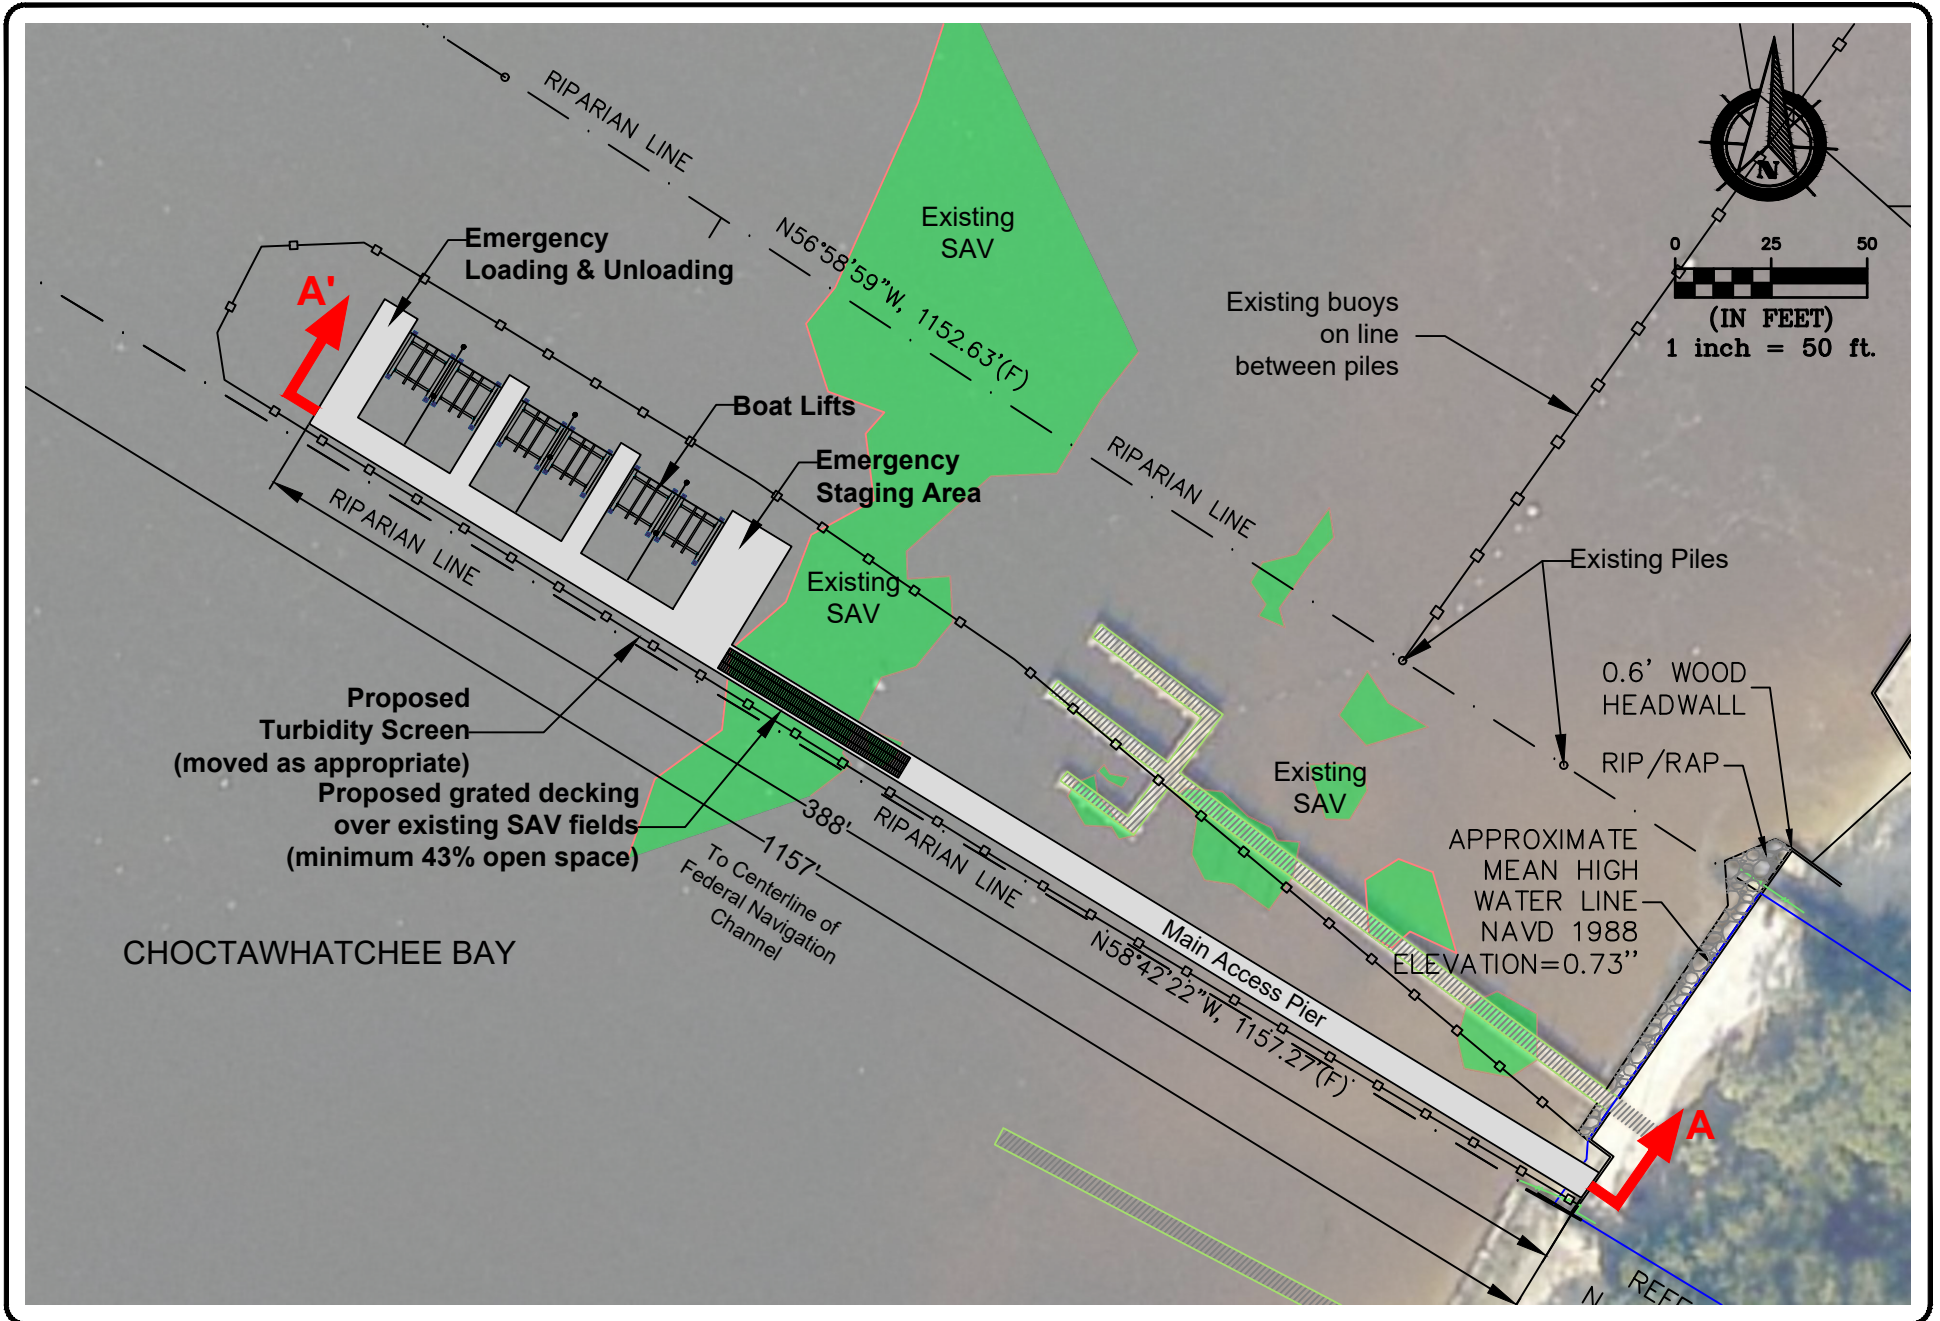 RIPARIAN LINE
N56°58'59"W, 1152.63'(F)
Existing
SAV
N
0 25 50
(IN FEET)
1 inch = 50 ft.
Emergency
Loading & Unloading
A'
Existing buoys
on line
between piles
Boat Lifts
Emergency
Staging Area
RIPARIAN LINE
RIPARIAN LINE
Existing Piles
Existing
SAV
0.6' WOOD
HEADWALL
RIP/RAP
Proposed
Turbidity Screen
(moved as appropriate)
Proposed grated decking
over existing SAV fields
(minimum 43% open space)
Existing
SAV
388'
1157'
To Centerline of
Federal Navigation
Channel
RIPARIAN LINE
APPROXIMATE
MEAN HIGH
WATER LINE
NAVD 1988
ELEVATION=0.73''
CHOCTAWHATCHEE BAY
Main Access Pier
N58°42'22"W, 1157.27'(F)
A